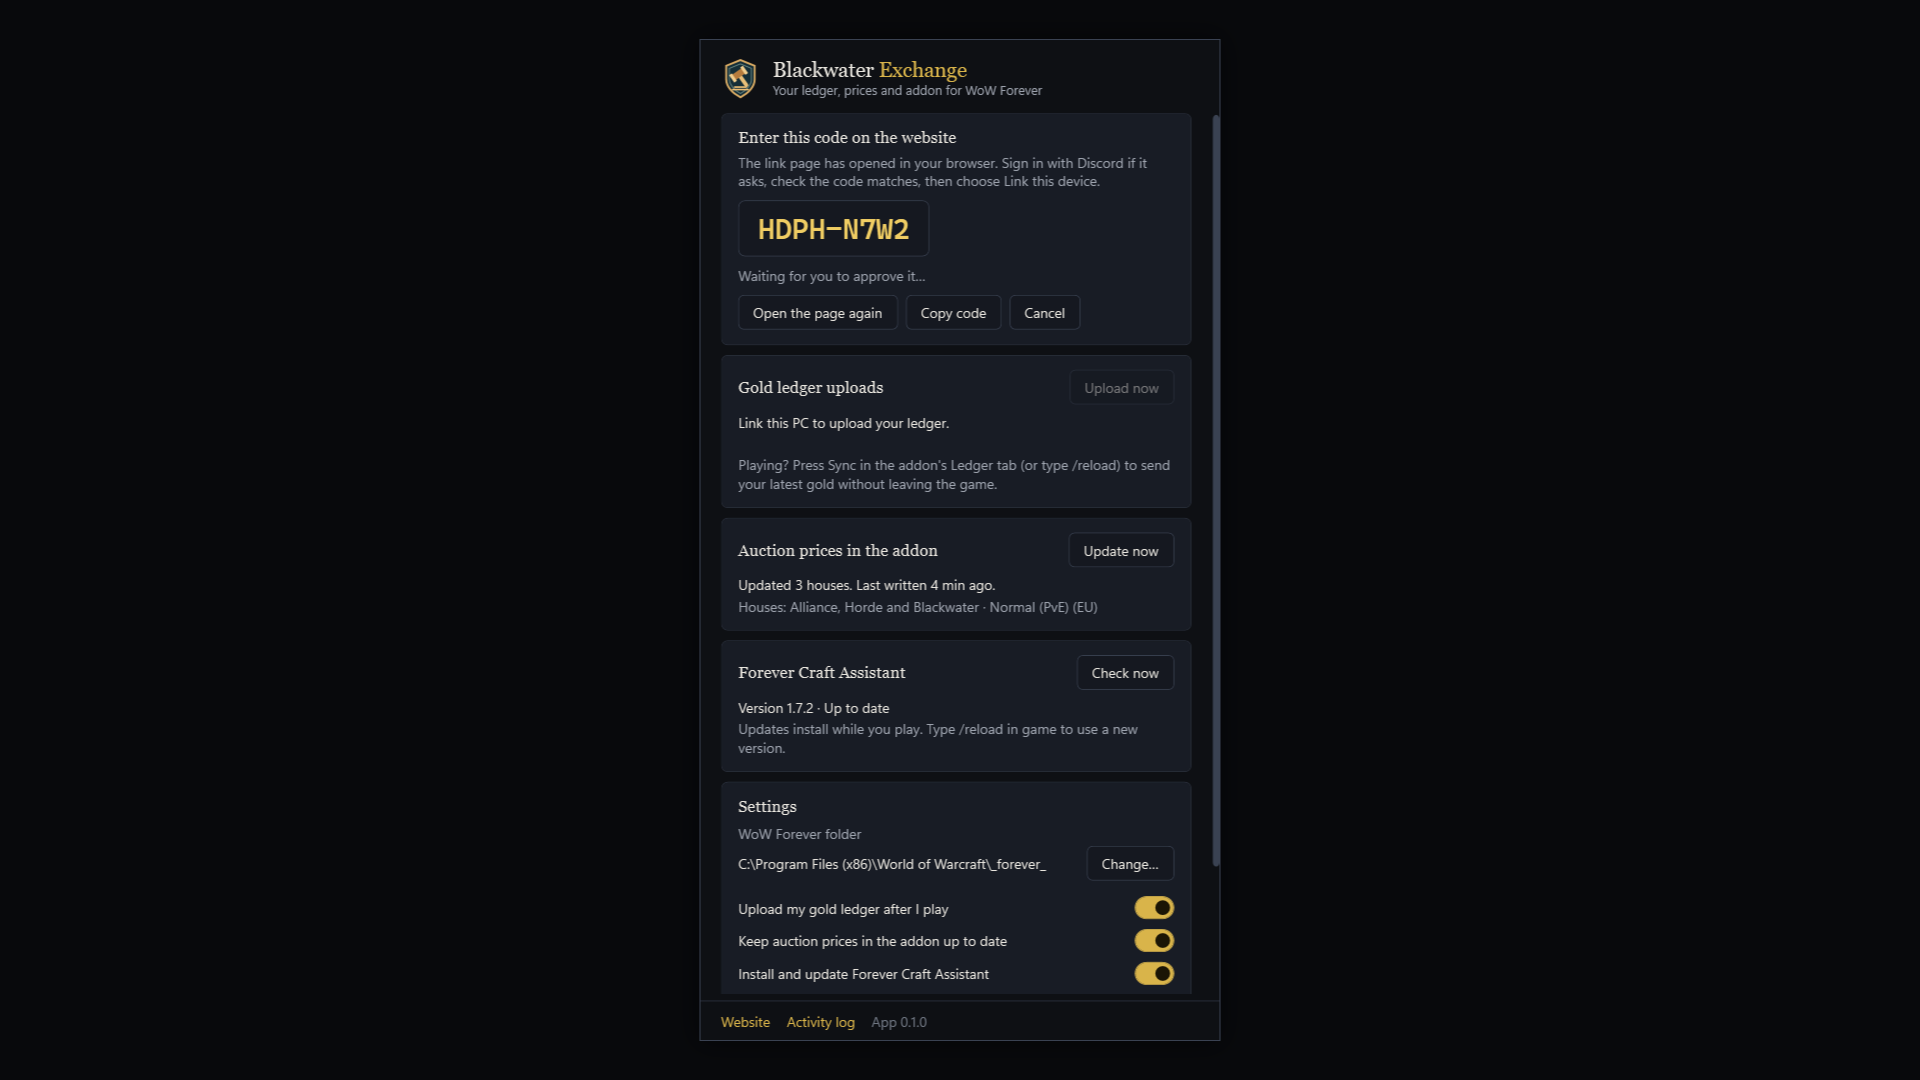 Blackwater Exchange
Your ledger, prices and addon for WoW Forever
Enter this code on the website
The link page has opened in your browser. Sign in with Discord if it
asks, check the code matches, then choose Link this device.
HDPH-N7W2
Waiting for you to approve it...
Open the page again
Copy code
Cancel
Gold ledger uploads
Upload now
Link this PC to upload your ledger.
Playing? Press Sync in the addon's Ledger tab (or type /reload) to send
your latest gold without leaving the game.
Auction prices in the addon
Update now
Updated 3 houses. Last written 4 min ago.
Houses: Alliance, Horde and Blackwater · Normal (PvE) (EU)
Forever Craft Assistant
Check now
Version 1.7.2 · Up to date
Updates install while you play. Type /reload in game to use a new
version.
Settings
WoW Forever folder
C:\Program Files (x86)\World of Warcraft\_forever_
Change...
Upload my gold ledger after I play
Keep auction prices in the addon up to date
Install and update Forever Craft Assistant
Website
Activity log
App 0.1.0